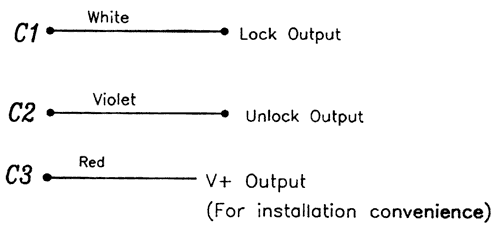 C1 White Lock Output
C2 Violet Unlock Output
C3 Red V+ Output
(For installation convenience)